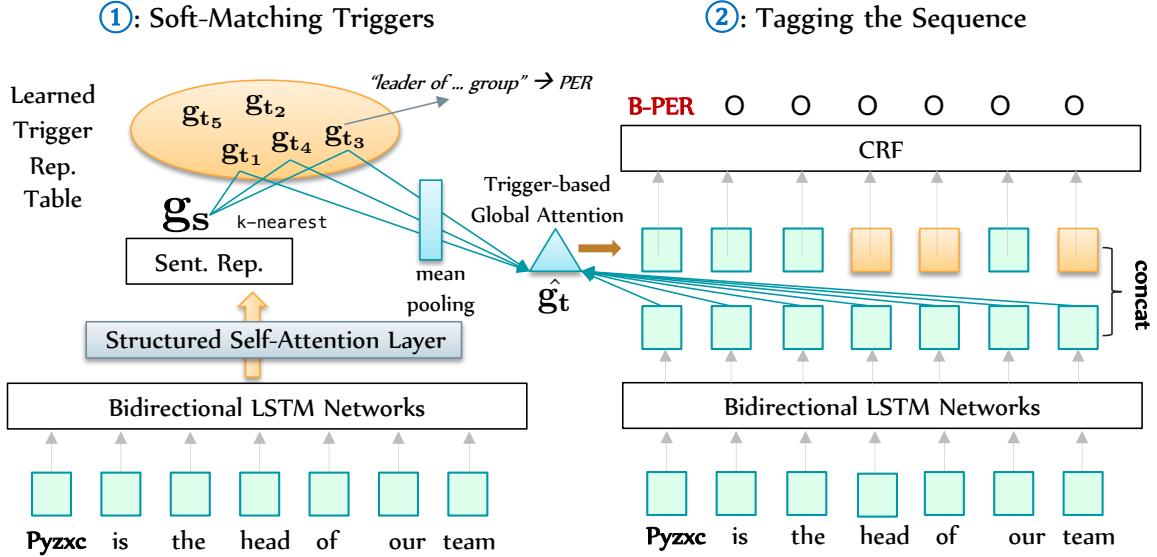 ①: Soft-Matching Triggers
②: Tagging the Sequence
Learned
Trigger
Rep.
Table
"leader of ... group" → PER
g_t5
g_t2
g_t1
g_t4
g_t3
g_s
k-nearest
Sent. Rep.
mean
pooling
Structured Self-Attention Layer
Bidirectional LSTM Networks
Pyzxc is the head of our team
Trigger-based
Global Attention
ĝ_t
B-PER O O O O O O
CRF
concat
Bidirectional LSTM Networks
Pyzxc is the head of our team